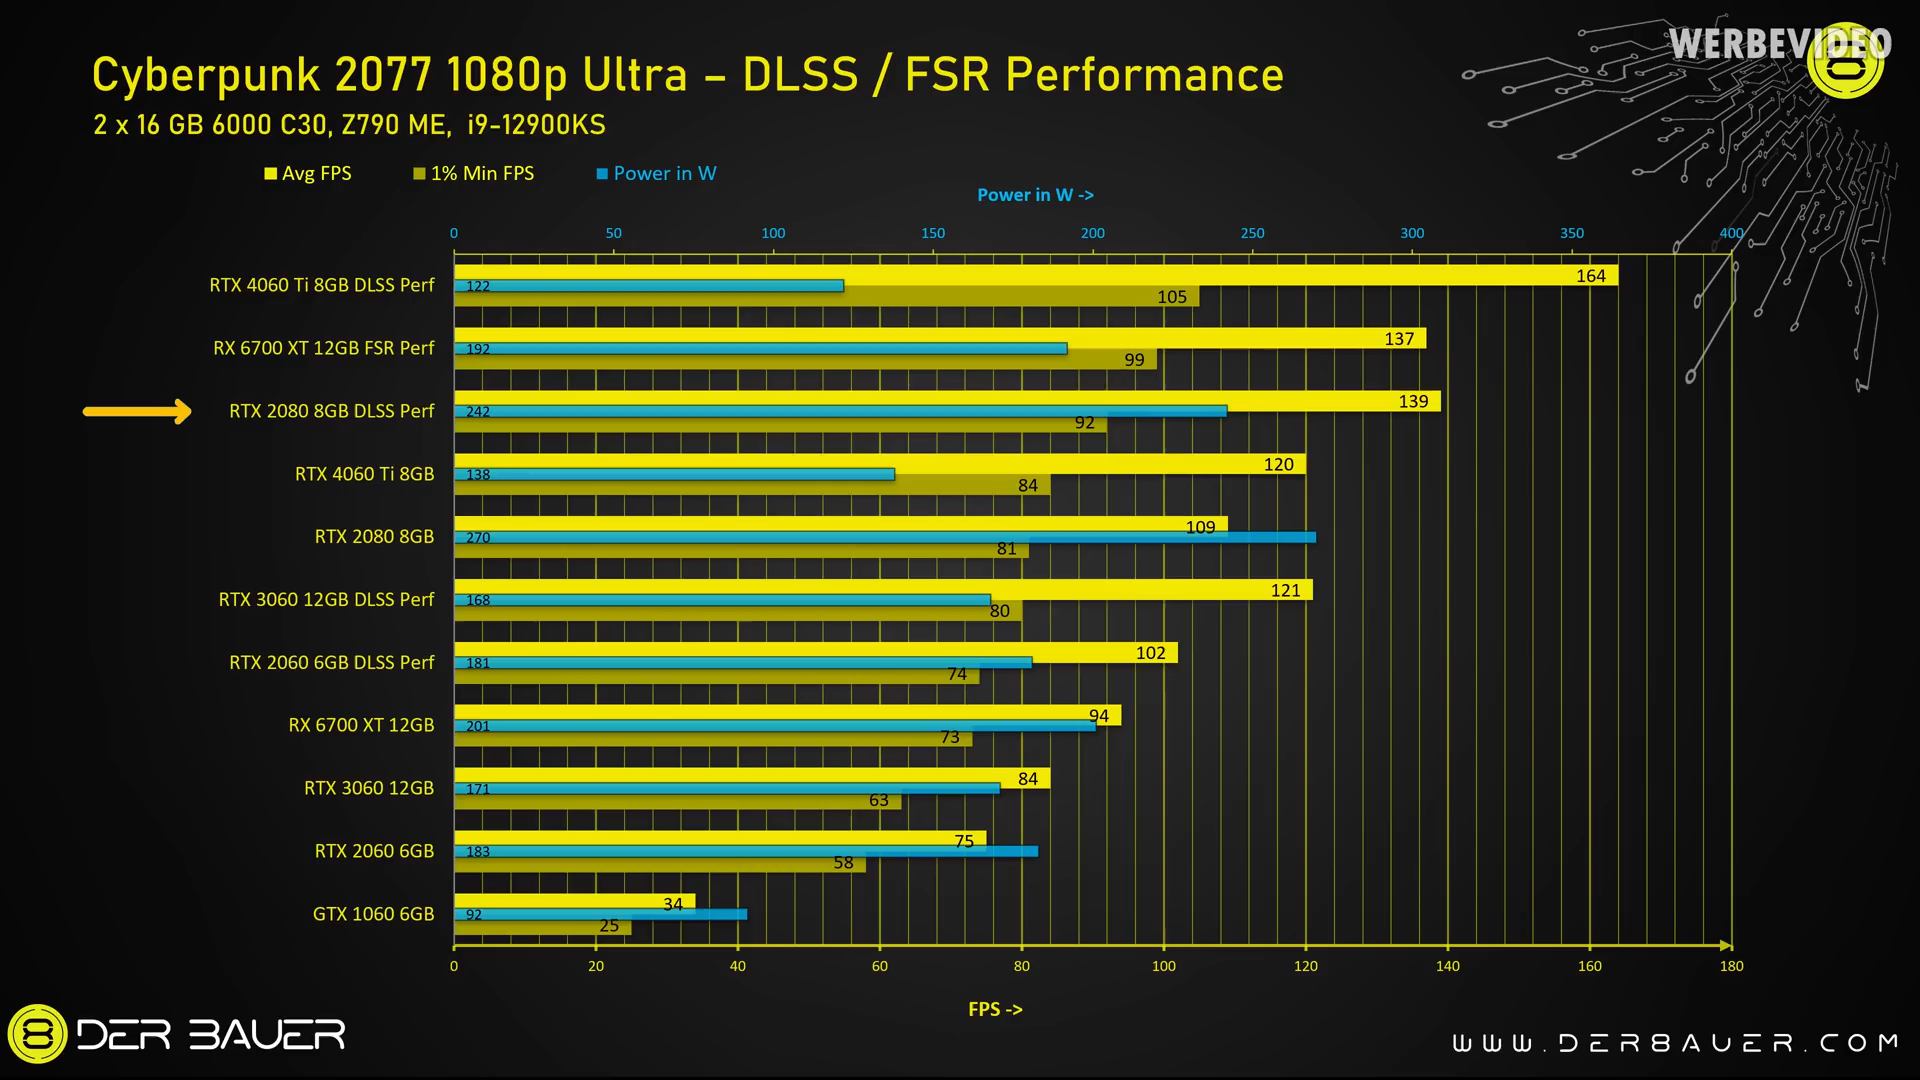 WERBEVIDEO
Cyberpunk 2077 1080p Ultra – DLSS / FSR Performance
2 x 16 GB 6000 C30, Z790 ME, i9-12900KS
Avg FPS 1% Min FPS Power in W
Power in W ->
0 50 100 150 200 250 300 350 400
164
RTX 4060 Ti 8GB DLSS Perf 122
105
137
RX 6700 XT 12GB FSR Perf 192
99
139
RTX 2080 8GB DLSS Perf 242
92
120
RTX 4060 Ti 8GB 138
84
109
RTX 2080 8GB 270
81
121
RTX 3060 12GB DLSS Perf 168
80
102
RTX 2060 6GB DLSS Perf 181
74
94
RX 6700 XT 12GB 201
73
84
RTX 3060 12GB 171
63
75
RTX 2060 6GB 183
58
34
GTX 1060 6GB 92
25
0 20 40 60 80 100 120 140 160 180
FPS ->
DER 8AUER
WWW.DER8AUER.COM